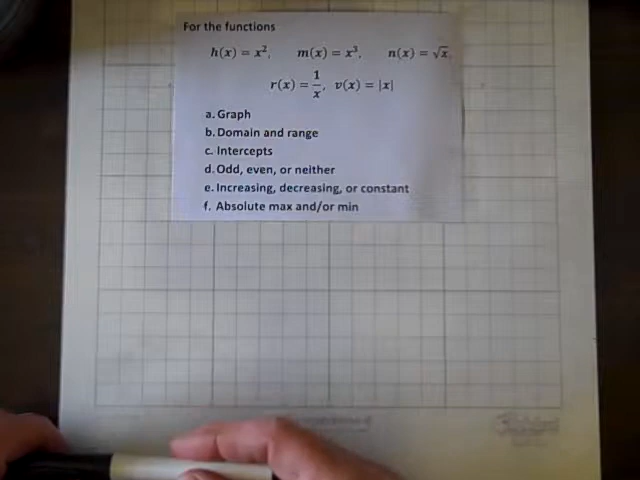 For the functions
h(x) = x², m(x) = x³, n(x) = √x,
r(x) = 1/x, v(x) = |x|
a. Graph
b. Domain and range
c. Intercepts
d. Odd, even, or neither
e. Increasing, decreasing, or constant
f. Absolute max and/or min